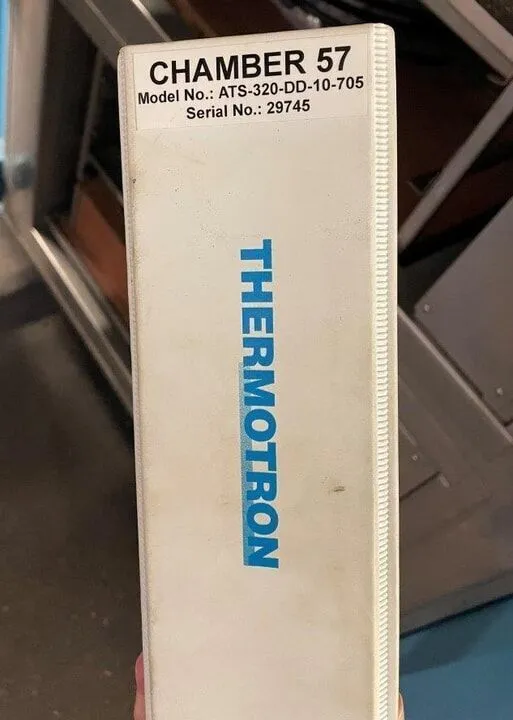 CHAMBER 57
Model No.: ATS-320-DD-10-705
Serial No.: 29745
THERMOTRON